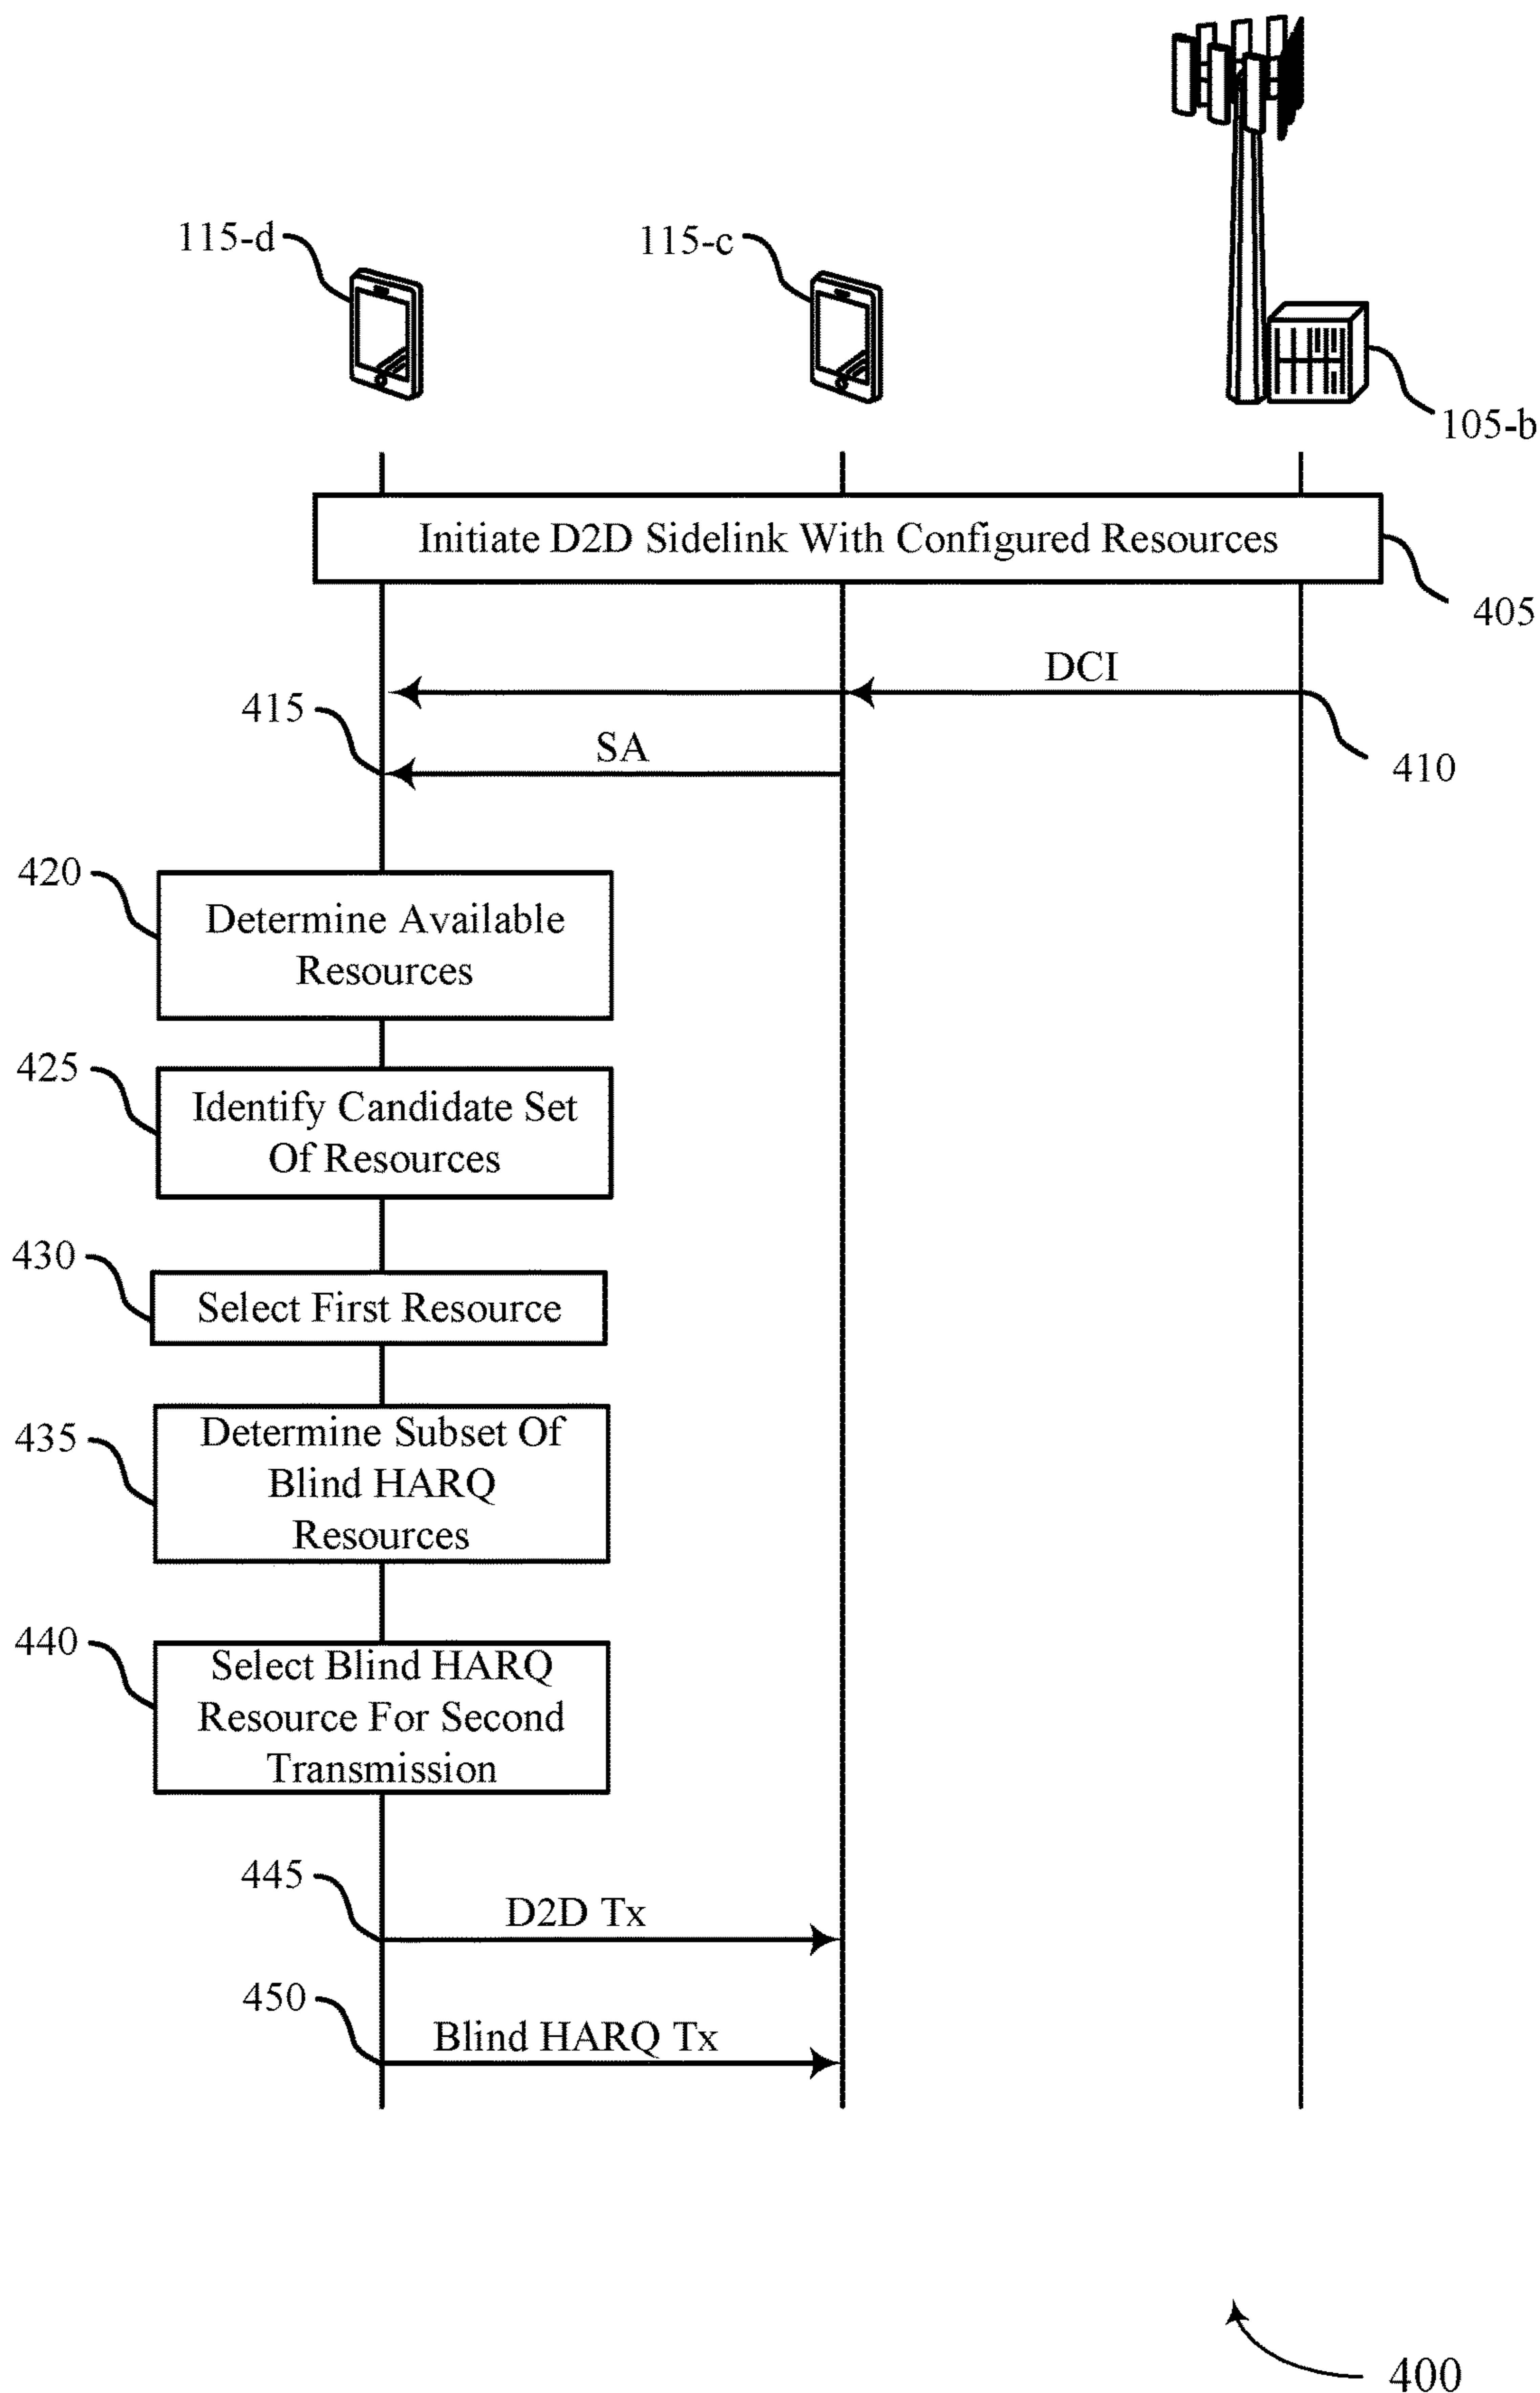 115-d
115-c
105-b
Initiate D2D Sidelink With Configured Resources
405
DCI
415
SA
410
420
Determine Available
Resources
425
Identify Candidate Set
Of Resources
430
Select First Resource
435
Determine Subset Of
Blind HARQ
Resources
440
Select Blind HARQ
Resource For Second
Transmission
445
D2D Tx
450
Blind HARQ Tx
400